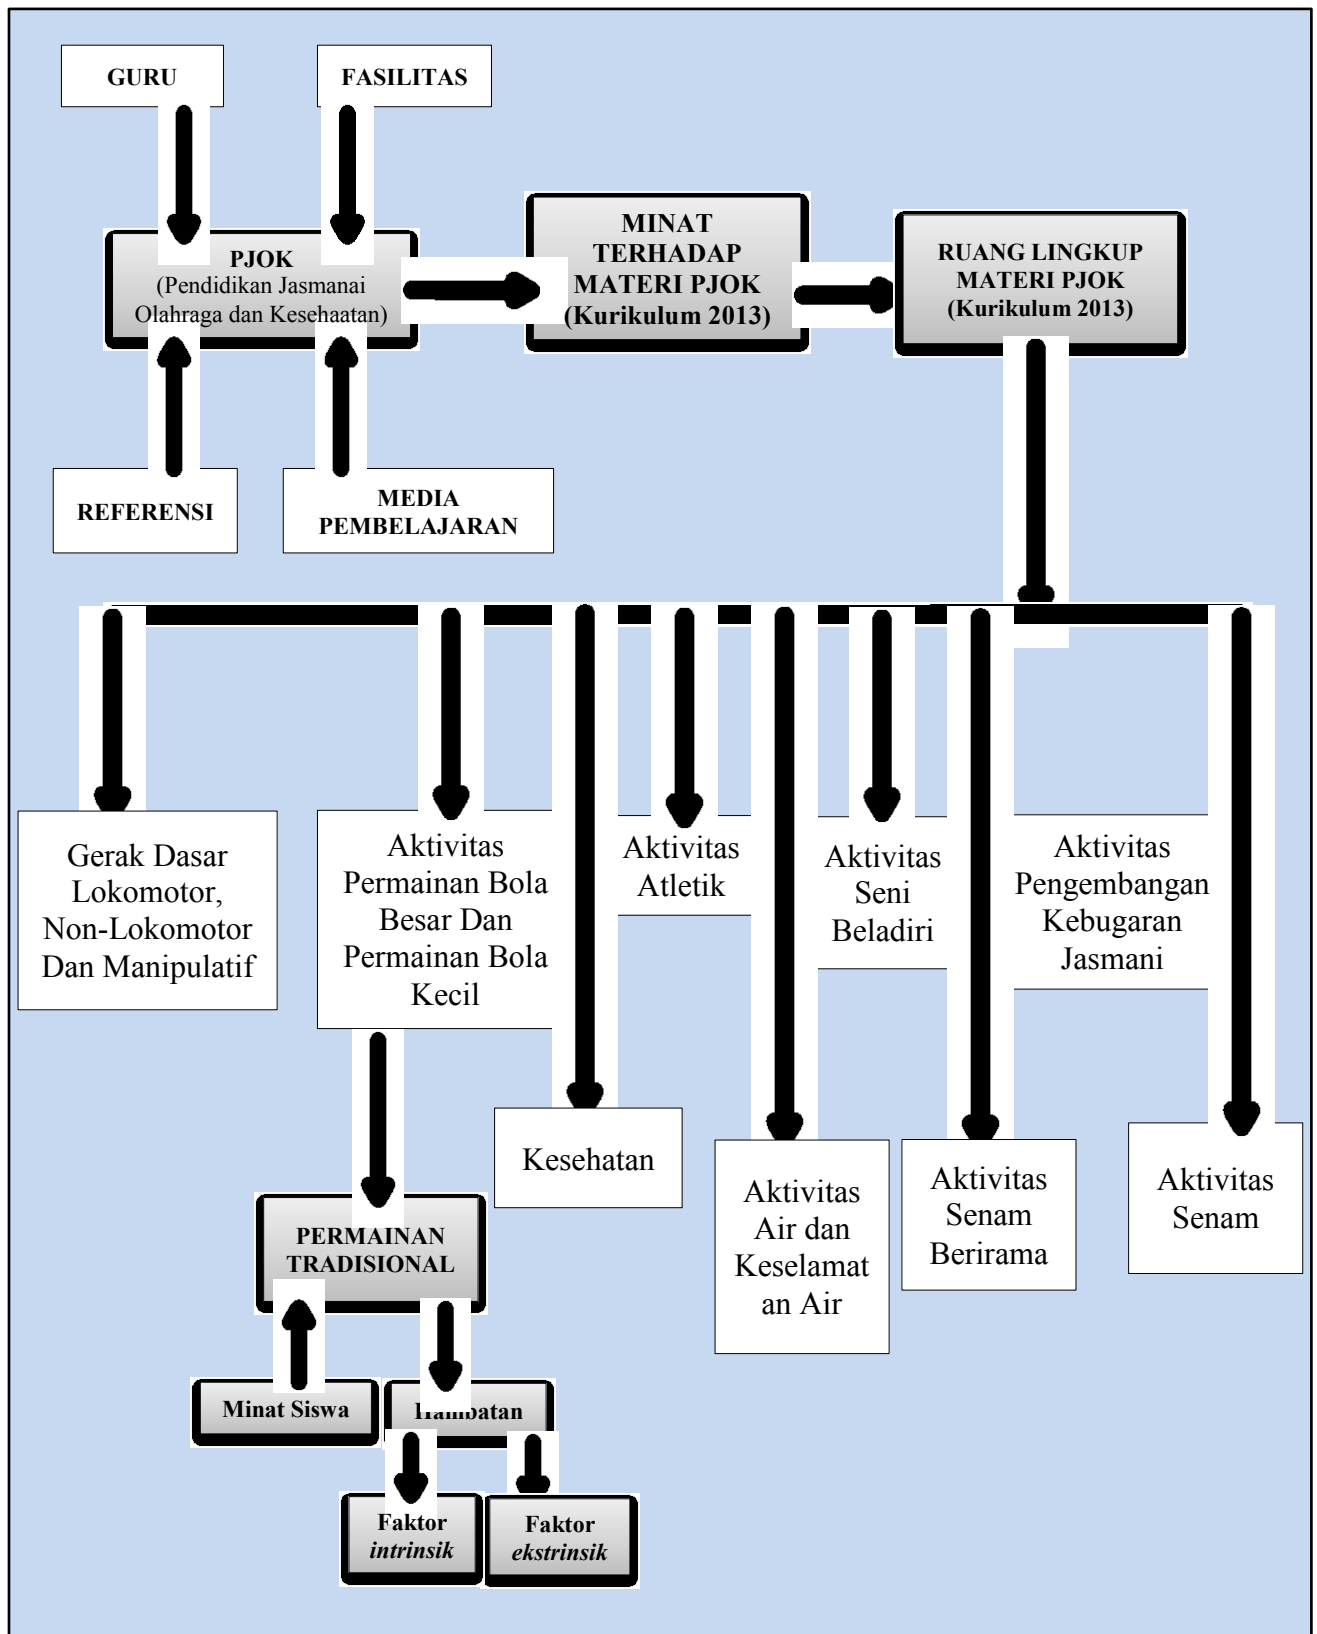 GURU
FASILITAS
PJOK
(Pendidikan Jasmanai
Olahraga dan Kesehaatan)
MINAT
TERHADAP
MATERI PJOK
(Kurikulum 2013)
RUANG LINGKUP
MATERI PJOK
(Kurikulum 2013)
REFERENSI
MEDIA
PEMBELAJARAN
Gerak Dasar
Lokomotor,
Non-Lokomotor
Dan Manipulatif
Aktivitas
Permainan Bola
Besar Dan
Permainan Bola
Kecil
Aktivitas
Atletik
Aktivitas
Seni
Beladiri
Aktivitas
Pengembangan
Kebugaran
Jasmani
Kesehatan
Aktivitas
Air dan
Keselamat
an Air
Aktivitas
Senam
Berirama
Aktivitas
Senam
PERMAINAN
TRADISIONAL
Minat Siswa
Hambatan
Faktor
intrinsik
Faktor
ekstrinsik